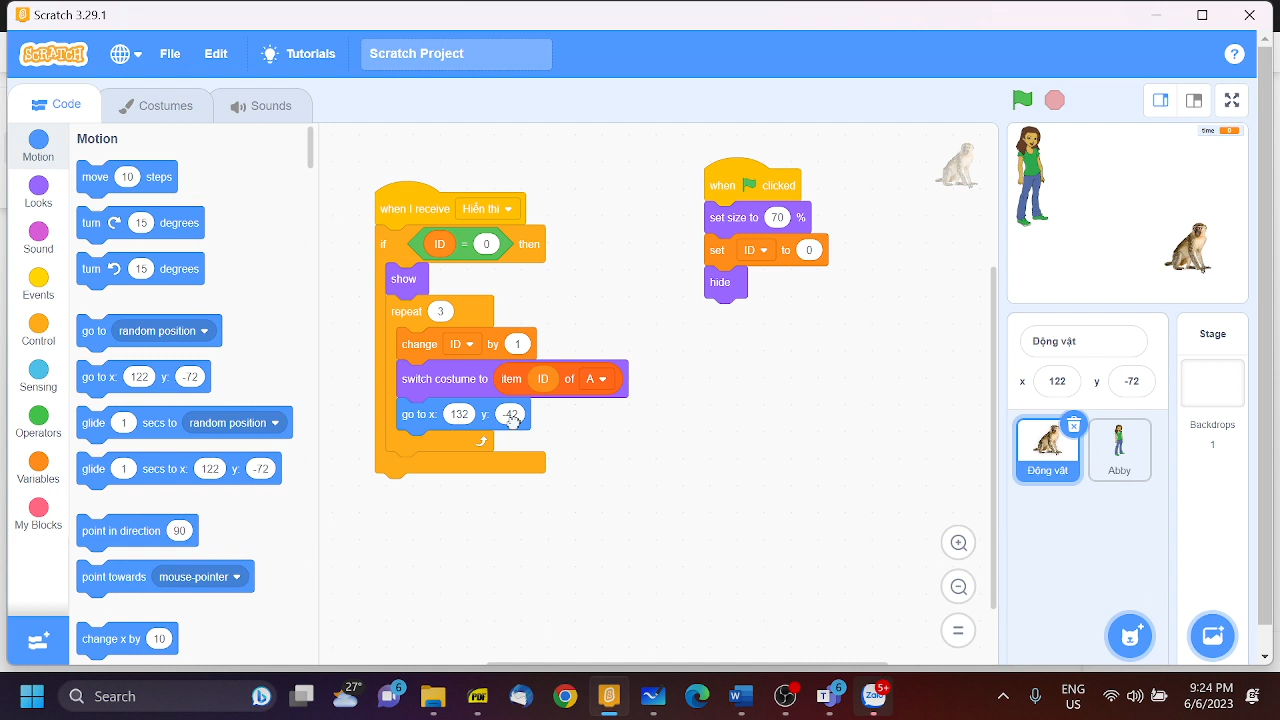 Scratch 3.29.1
SCRATCH
File
Edit
Tutorials
Scratch Project
?
Code
Costumes
Sounds
Motion
Looks
Sound
Events
Control
Sensing
Operators
Variables
My Blocks
Motion
move 10 steps
turn 15 degrees
turn 15 degrees
go to random position
go to x: 122 y: -72
glide 1 secs to random position
glide 1 secs to x: 122 y: -72
point in direction 90
point towards mouse-pointer
change x by 10
when I receive Hiển thi
if ID = 0 then
show
repeat 3
change ID by 1
switch costume to item ID of A
go to x: 132 y: -42
when clicked
set size to 70 %
set ID to 0
hide
time 0
Dộng vật
x 122 y -72
Động vật
Abby
Stage
Backdrops
1
Search
27°
6
PDF
6
5+
ENG
US
9:24 PM
6/6/2023